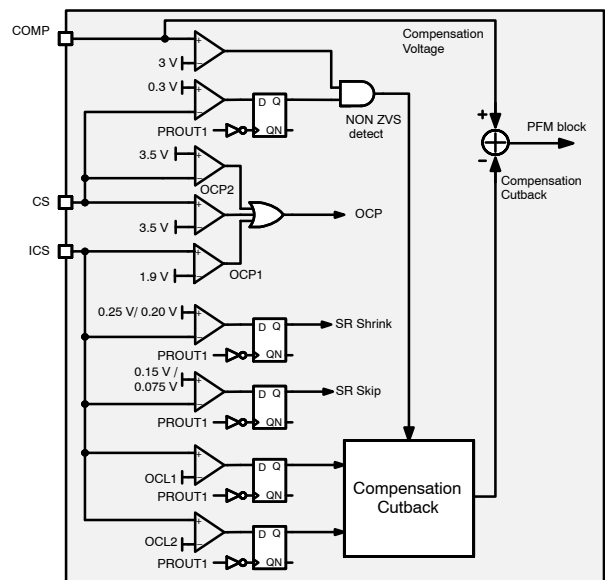 COMP
Compensation
Voltage
+
−
3 V
0.3 V
+
−
D Q
QN
PROUT1
NON ZVS
detect
+
−
PFM block
Compensation
Cutback
3.5 V
+
−
OCP2
CS
+
−
3.5 V
OCP
ICS
+
−
1.9 V
OCP1
0.25 V/ 0.20 V
+
−
D Q
QN
SR Shrink
PROUT1
0.15 V /
0.075 V
+
−
D Q
QN
SR Skip
PROUT1
+
−
OCL1
D Q
QN
PROUT1
Compensation
Cutback
+
−
OCL2
D Q
QN
PROUT1